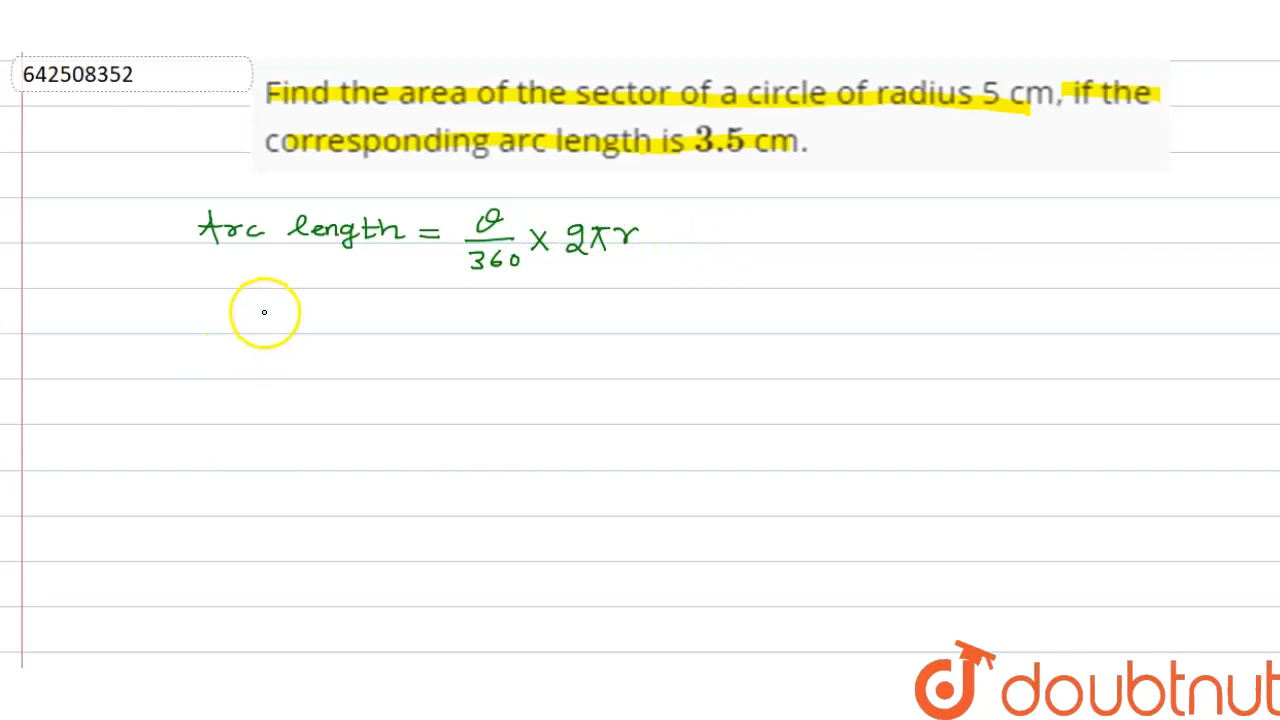 642508352
Find the area of the sector of a circle of radius 5 cm, if the
corresponding arc length is 3.5 cm.
Arc length = θ/360 × 2πr
doubtnut